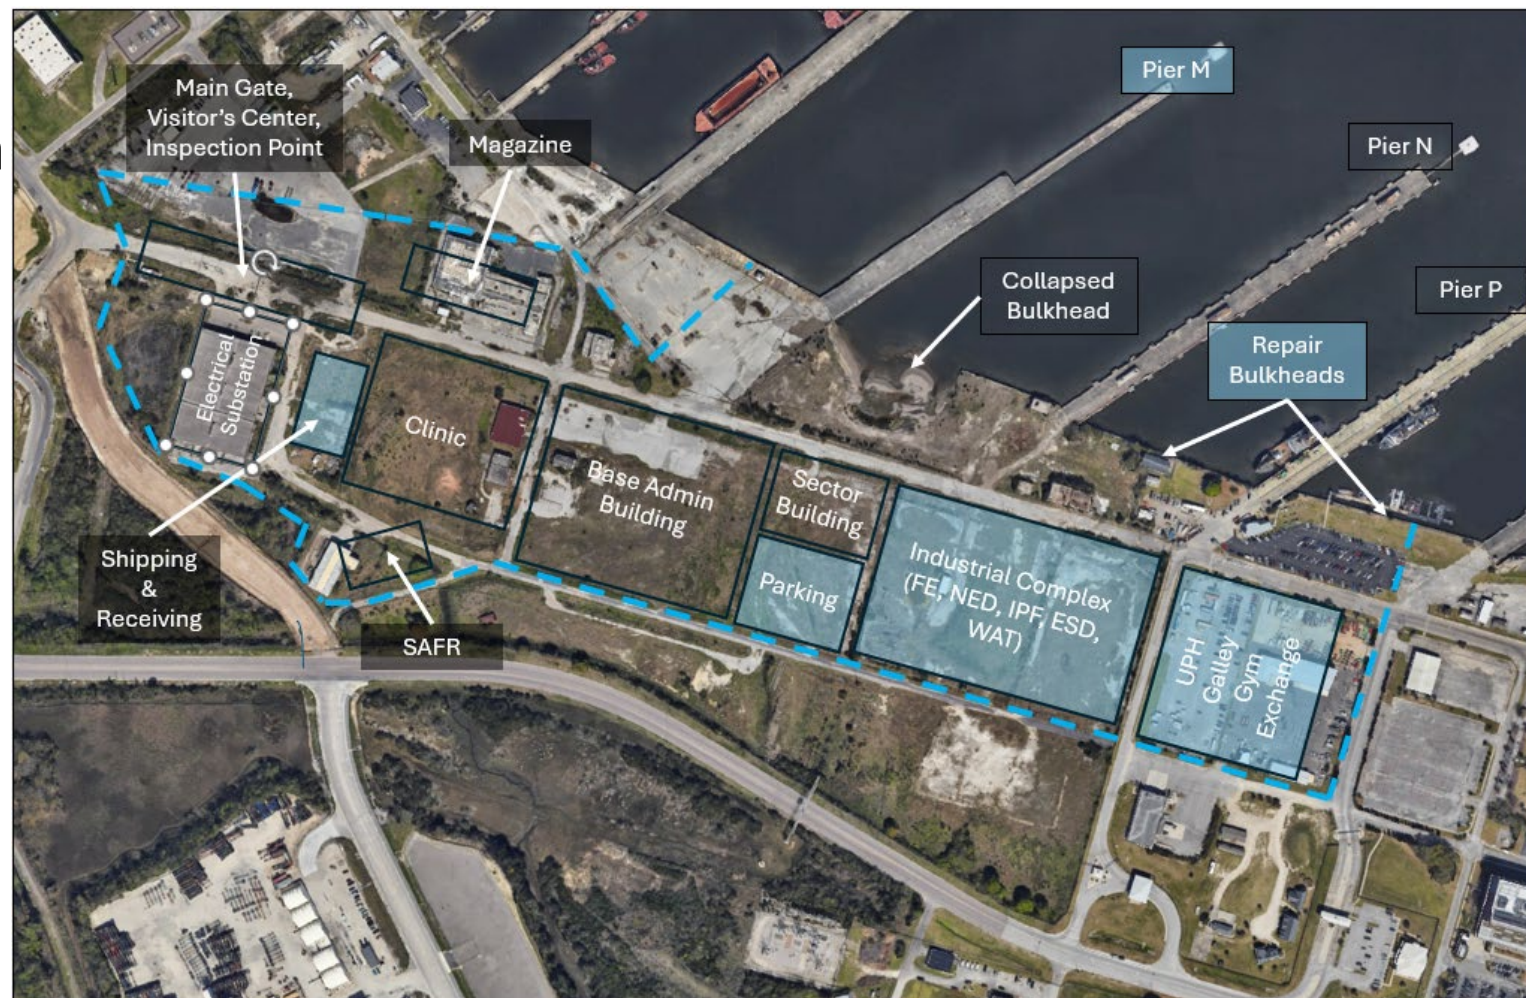 Main Gate,
Visitor's Center,
Inspection Point
Magazine
Pier M
Pier N
Pier P
Collapsed
Bulkhead
Repair
Bulkheads
Electrical
Substation
Clinic
Base Admin
Building
Sector
Building
Parking
Industrial Complex
(FE, NED, IPF, ESD,
WAT)
UPH
Galley
Gym
Exchange
Shipping
&
Receiving
SAFR